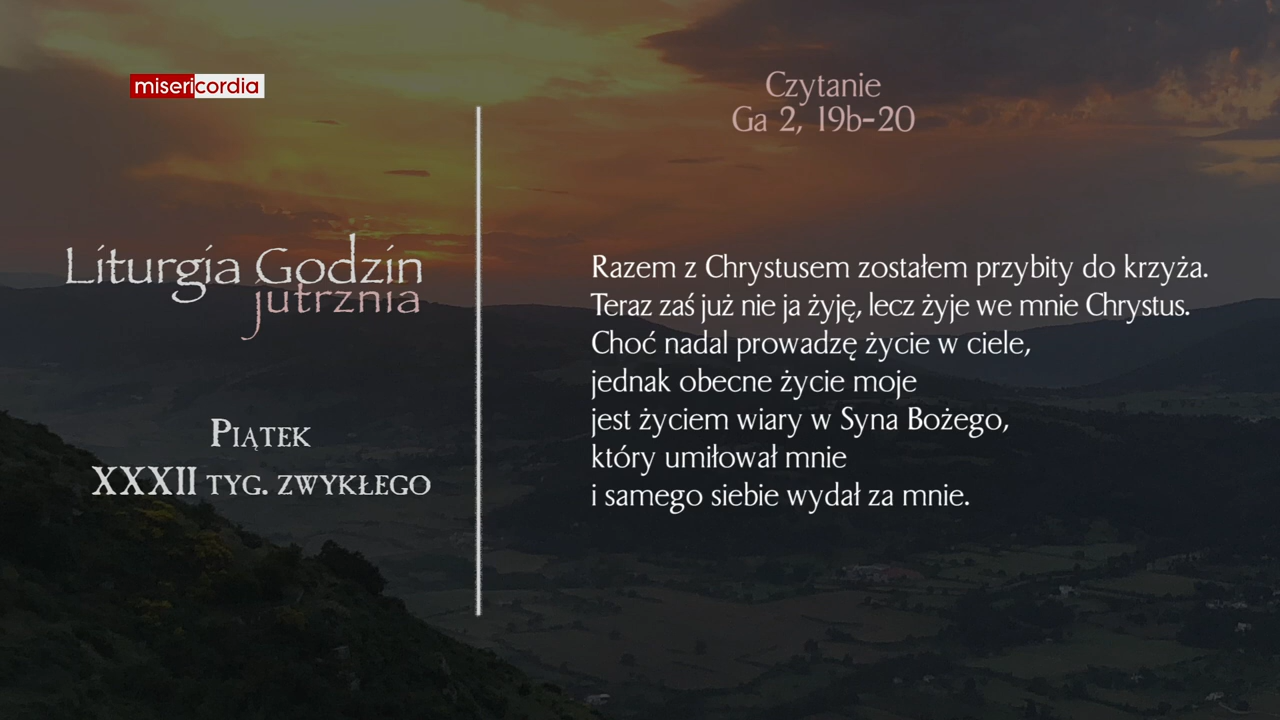 misericordia
Liturgia Godzin
jutrznia
Piątek
XXXII tyg. zwykłego
Czytanie
Ga 2, 19b-20
Razem z Chrystusem zostałem przybity do krzyża.
Teraz zaś już nie ja żyję, lecz żyje we mnie Chrystus.
Choć nadal prowadzę życie w ciele,
jednak obecne życie moje
jest życiem wiary w Syna Bożego,
który umiłował mnie
i samego siebie wydał za mnie.